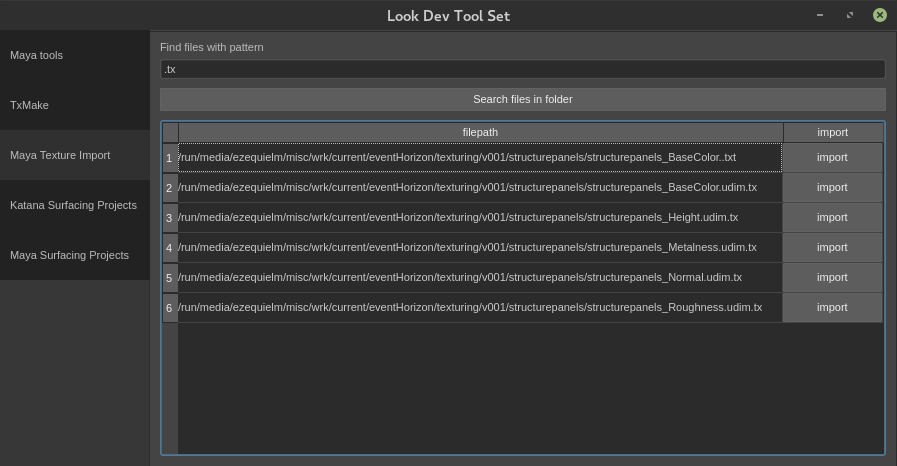 Look Dev Tool Set
Maya tools
TxMake
Maya Texture Import
Katana Surfacing Projects
Maya Surfacing Projects
Find files with pattern
.tx
Search files in folder
filepath import
1 /run/media/ezequielm/misc/wrk/current/eventHorizon/texturing/v001/structurepanels/structurepanels_BaseColor..txt import
2 /run/media/ezequielm/misc/wrk/current/eventHorizon/texturing/v001/structurepanels/structurepanels_BaseColor.udim.tx import
3 /run/media/ezequielm/misc/wrk/current/eventHorizon/texturing/v001/structurepanels/structurepanels_Height.udim.tx import
4 /run/media/ezequielm/misc/wrk/current/eventHorizon/texturing/v001/structurepanels/structurepanels_Metalness.udim.tx import
5 /run/media/ezequielm/misc/wrk/current/eventHorizon/texturing/v001/structurepanels/structurepanels_Normal.udim.tx import
6 /run/media/ezequielm/misc/wrk/current/eventHorizon/texturing/v001/structurepanels/structurepanels_Roughness.udim.tx import